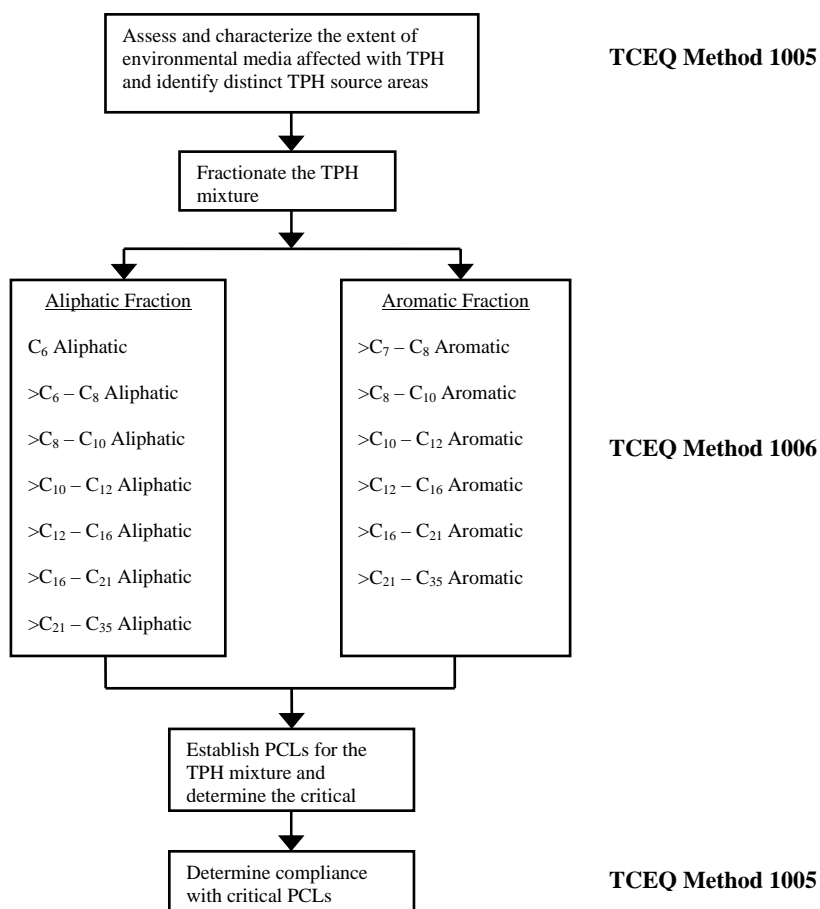 Assess and characterize the extent of
environmental media affected with TPH
and identify distinct TPH source areas
TCEQ Method 1005
Fractionate the TPH
mixture
Aliphatic Fraction
C₆ Aliphatic
>C₆ – C₈ Aliphatic
>C₈ – C₁₀ Aliphatic
>C₁₀ – C₁₂ Aliphatic
>C₁₂ – C₁₆ Aliphatic
>C₁₆ – C₂₁ Aliphatic
>C₂₁ – C₃₅ Aliphatic
Aromatic Fraction
>C₇ – C₈ Aromatic
>C₈ – C₁₀ Aromatic
>C₁₀ – C₁₂ Aromatic
>C₁₂ – C₁₆ Aromatic
>C₁₆ – C₂₁ Aromatic
>C₂₁ – C₃₅ Aromatic
TCEQ Method 1006
Establish PCLs for the
TPH mixture and
determine the critical
Determine compliance
with critical PCLs
TCEQ Method 1005